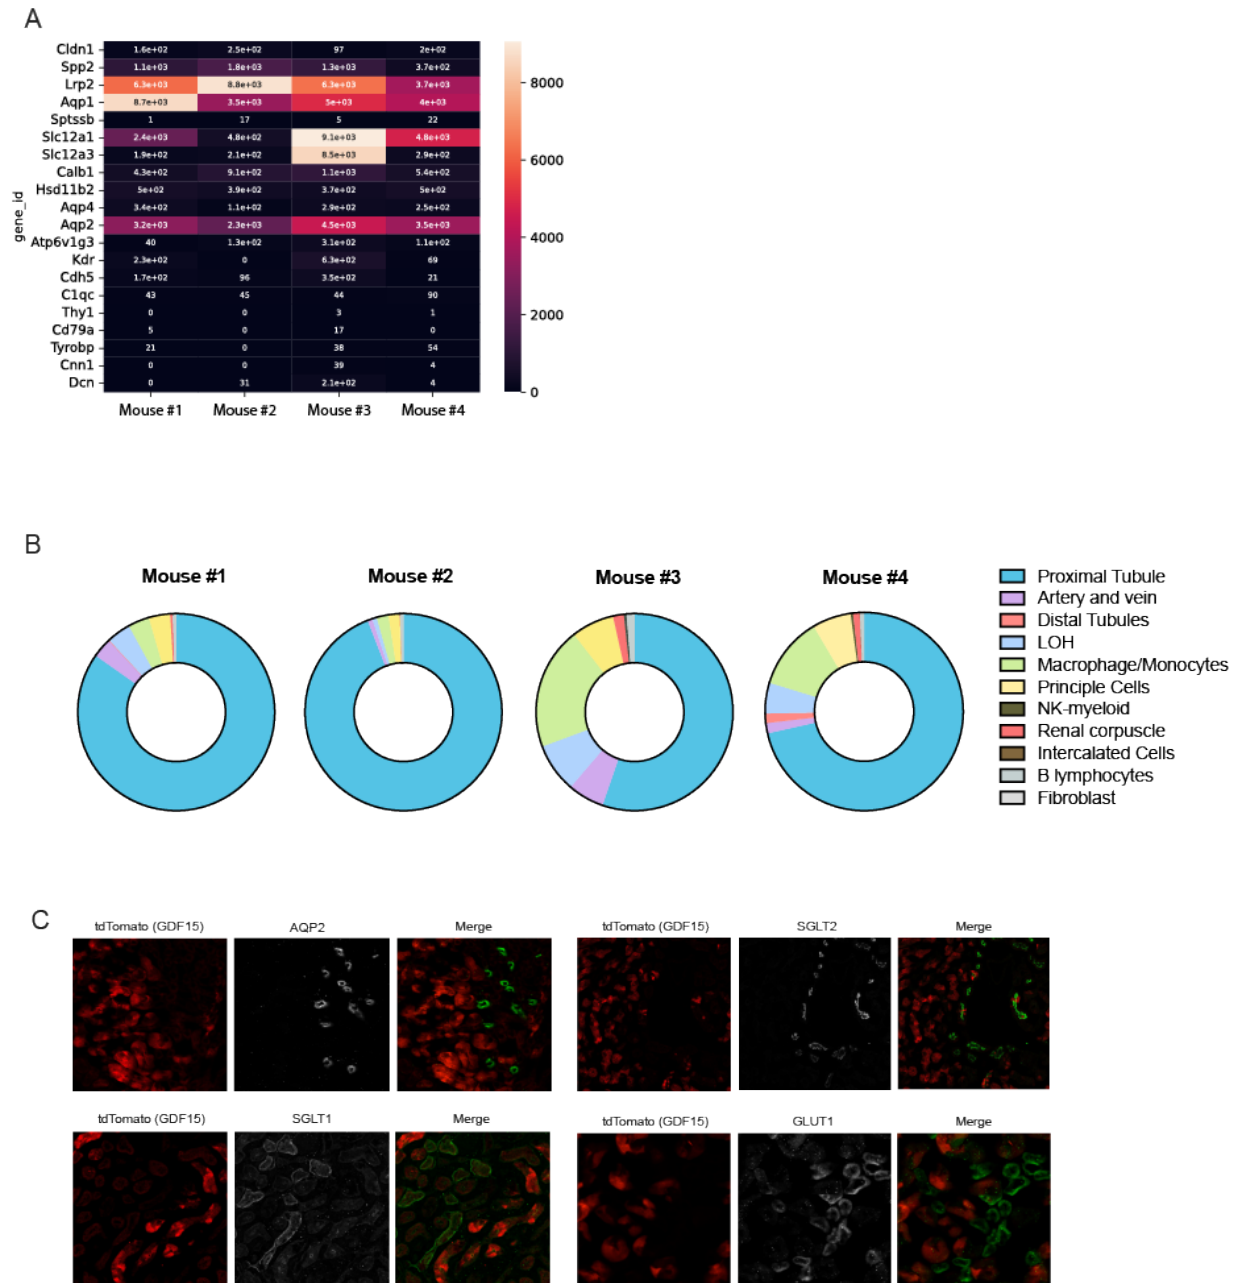 A
Cldn1 1.6e+02 2.5e+02 97 2e+02
Spp2 1.1e+03 1.8e+03 1.3e+03 3.7e+02
Lrp2 6.3e+03 8.8e+03 6.3e+03 3.7e+03
Aqp1 8.7e+03 3.5e+03 5e+03 4e+03
Sptssb 1 17 5 22
Slc12a1 2.4e+03 4.8e+02 9.1e+03 4.8e+03
Slc12a3 1.9e+02 2.1e+02 8.5e+03 2.9e+02
Calb1 4.3e+02 9.1e+02 1.1e+03 5.4e+02
Hsd11b2 5e+02 3.9e+02 3.7e+02 5e+02
Aqp4 3.4e+02 1.1e+02 2.9e+02 2.5e+02
Aqp2 3.2e+03 2.3e+03 4.5e+03 3.5e+03
Atp6v1g3 40 1.3e+02 3.1e+02 1.1e+02
Kdr 2.3e+02 0 6.3e+02 69
Cdh5 1.7e+02 96 3.5e+02 21
C1qc 43 45 44 90
Thy1 0 0 3 1
Cd79a 5 0 17 0
Tyrobp 21 0 38 54
Cnn1 0 0 39 4
Dcn 0 31 2.1e+02 4
gene_id
Mouse #1 Mouse #2 Mouse #3 Mouse #4
8000
6000
4000
2000
0
B
Mouse #1 Mouse #2 Mouse #3 Mouse #4
Proximal Tubule
Artery and vein
Distal Tubules
LOH
Macrophage/Monocytes
Principle Cells
NK-myeloid
Renal corpuscle
Intercalated Cells
B lymphocytes
Fibroblast
C
tdTomato (GDF15) AQP2 Merge tdTomato (GDF15) SGLT2 Merge
tdTomato (GDF15) SGLT1 Merge tdTomato (GDF15) GLUT1 Merge